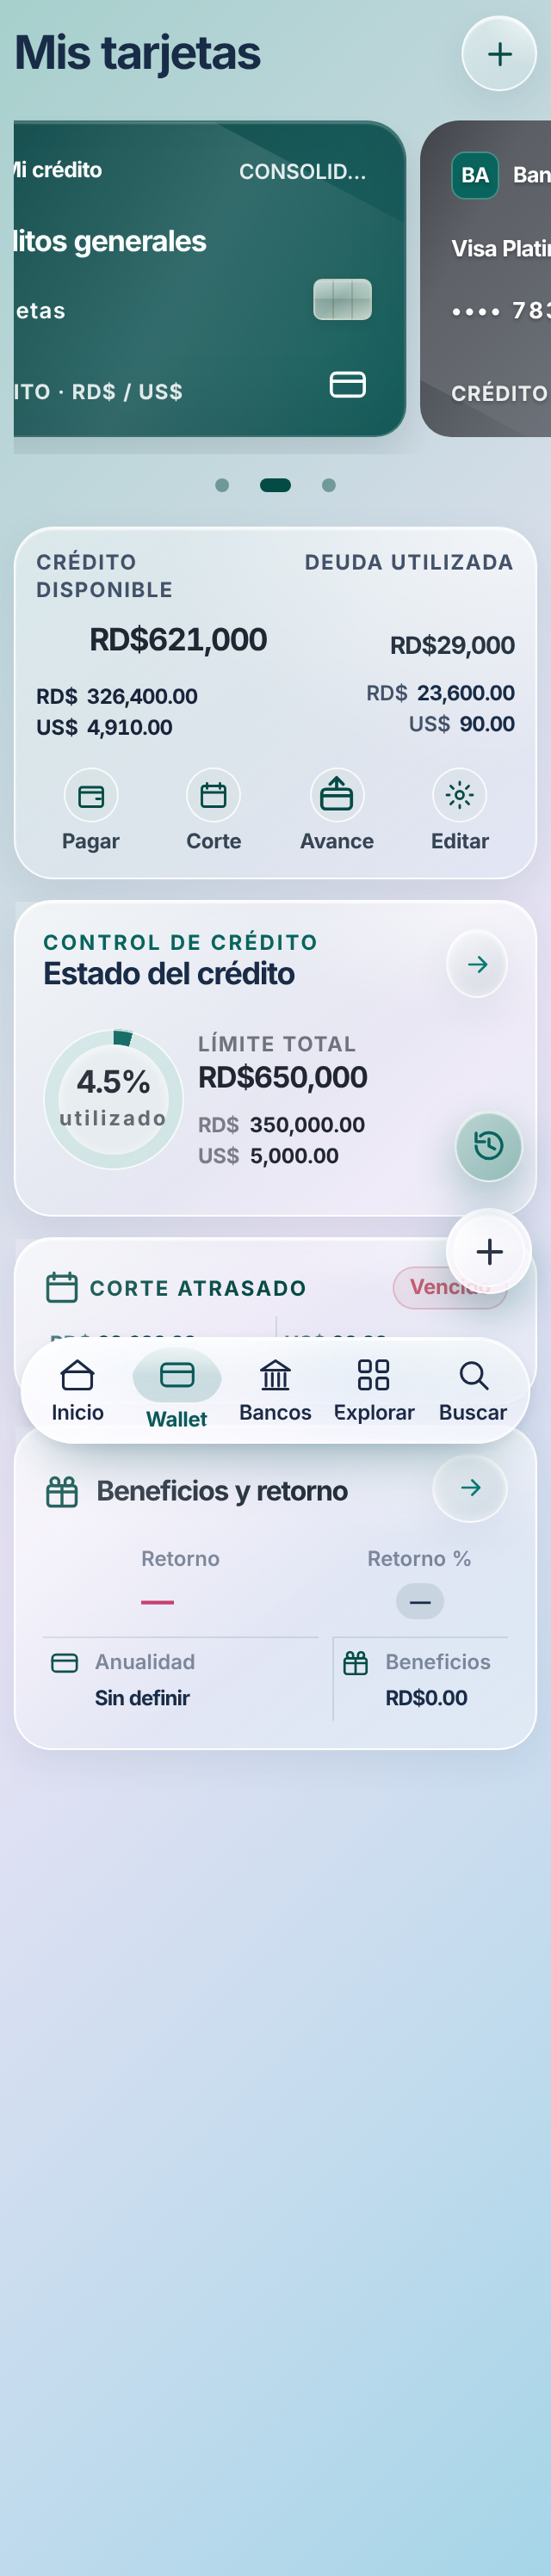 Mis tarjetas
Mi crédito
CONSOLID...
ditos generales
etas
ITO · RD$ / US$
BA
Ban
Visa Plati
•••• 783
CRÉDITO
CRÉDITO DISPONIBLE
RD$621,000
RD$ 326,400.00
US$ 4,910.00
DEUDA UTILIZADA
RD$29,000
RD$ 23,600.00
US$ 90.00
Pagar
Corte
Avance
Editar
CONTROL DE CRÉDITO
Estado del crédito
4.5%
utilizado
LÍMITE TOTAL
RD$650,000
RD$ 350,000.00
US$ 5,000.00
CORTE ATRASADO
Inicio
Wallet
Bancos
Explorar
Buscar
Beneficios y retorno
Retorno
—
Retorno %
—
Anualidad
Sin definir
Beneficios
RD$0.00